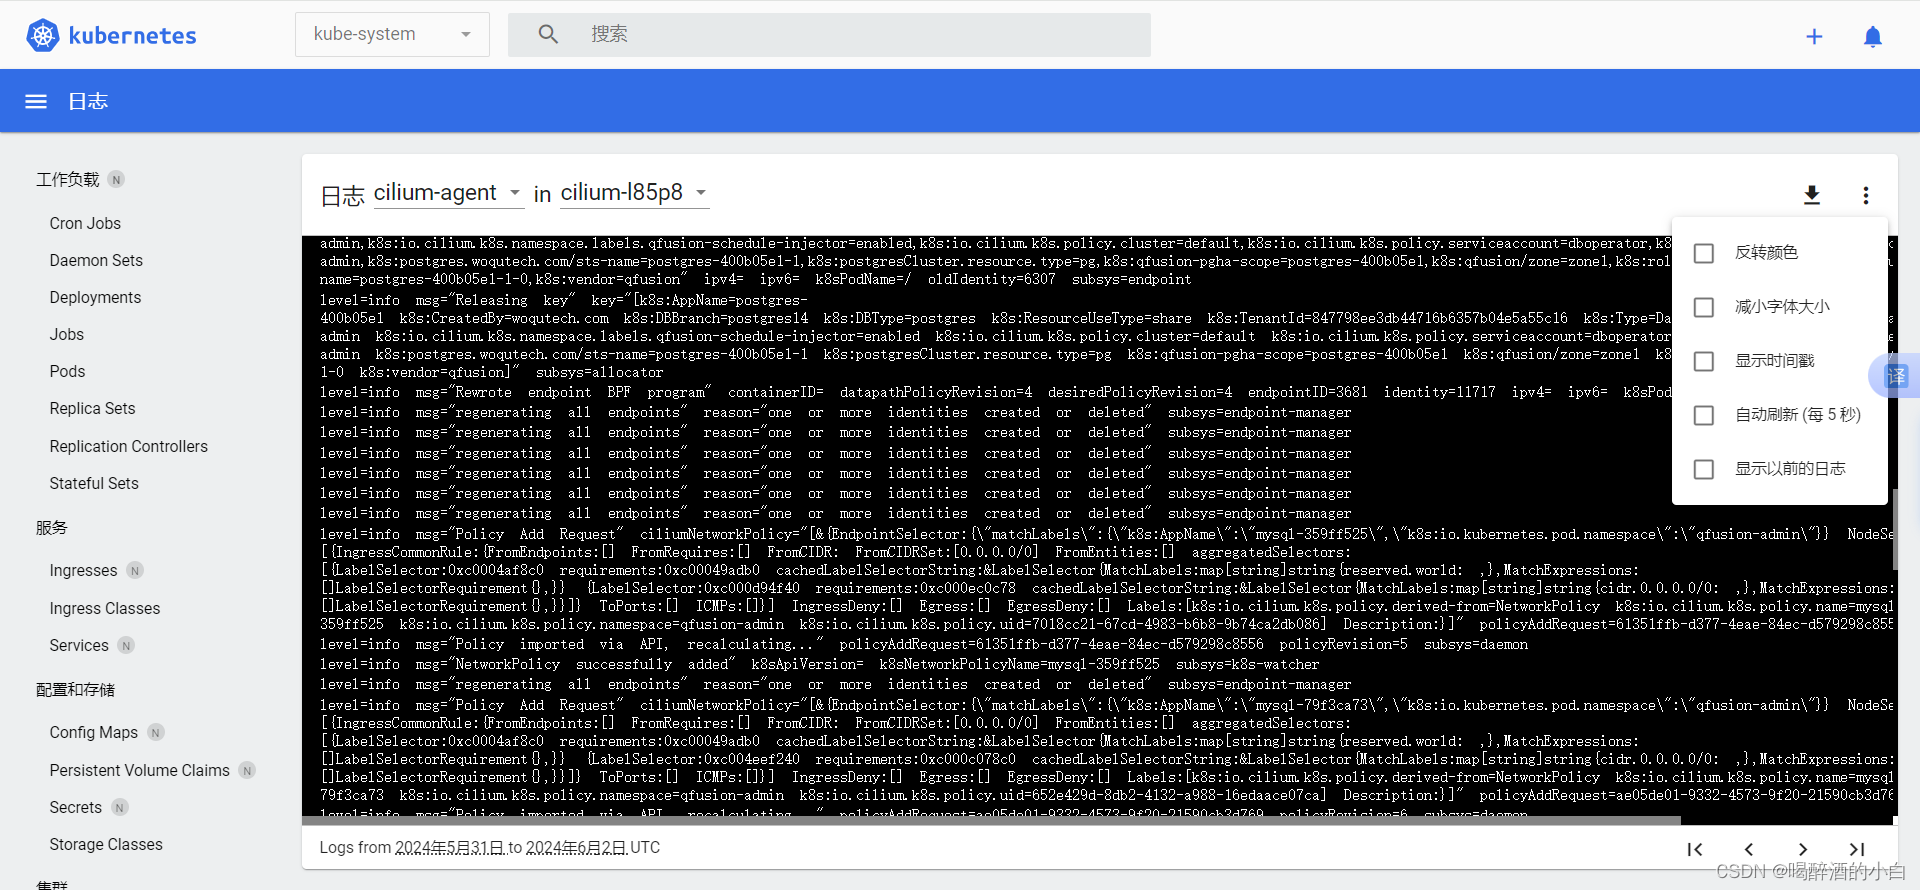 kubernetes
kube-system
搜索
日志
工作负载 N
Cron Jobs
Daemon Sets
Deployments
Jobs
Pods
Replica Sets
Replication Controllers
Stateful Sets
服务
Ingresses N
Ingress Classes
Services N
配置和存储
Config Maps N
Persistent Volume Claims N
Secrets N
Storage Classes
集群
日志 cilium-agent in cilium-l85p8
反转颜色
减小字体大小
显示时间戳
自动刷新 (每 5 秒)
显示以前的日志
译
admin,k8s:io.cilium.k8s.namespace.labels.qfusion-schedule-injector=enabled,k8s:io.cilium.k8s.policy.cluster=default,k8s:io.cilium.k8s.policy.serviceaccount=dboperator,k8
admin,k8s:postgres.woqutech.com/sts-name=postgres-400b05e1-1,k8s:postgresCluster.resource.type=pg,k8s:qfusion-pgha-scope=postgres-400b05e1,k8s:qfusion/zone=zone1,k8s:rol
name=postgres-400b05e1-1-0,k8s:vendor=qfusion" ipv4= ipv6= k8sPodName=/ oldIdentity=6307 subsys=endpoint
level=info msg="Releasing key" key="[k8s:AppName=postgres-
400b05e1 k8s:CreatedBy=woqutech.com k8s:DBBranch=postgres14 k8s:DBType=postgres k8s:ResourceUseType=share k8s:TenantId=847798ee3db44716b6357b04e5a55c16 k8s:Type=Da
admin k8s:io.cilium.k8s.namespace.labels.qfusion-schedule-injector=enabled k8s:io.cilium.k8s.policy.cluster=default k8s:io.cilium.k8s.policy.serviceaccount=dboperator
admin k8s:postgres.woqutech.com/sts-name=postgres-400b05e1-1 k8s:postgresCluster.resource.type=pg k8s:qfusion-pgha-scope=postgres-400b05e1 k8s:qfusion/zone=zone1 k8
1-0 k8s:vendor=qfusion]" subsys=allocator
level=info msg="Rewrote endpoint BPF program" containerID= datapathPolicyRevision=4 desiredPolicyRevision=4 endpointID=3681 identity=11717 ipv4= ipv6= k8sPod
level=info msg="regenerating all endpoints" reason="one or more identities created or deleted" subsys=endpoint-manager
level=info msg="regenerating all endpoints" reason="one or more identities created or deleted" subsys=endpoint-manager
level=info msg="regenerating all endpoints" reason="one or more identities created or deleted" subsys=endpoint-manager
level=info msg="regenerating all endpoints" reason="one or more identities created or deleted" subsys=endpoint-manager
level=info msg="regenerating all endpoints" reason="one or more identities created or deleted" subsys=endpoint-manager
level=info msg="regenerating all endpoints" reason="one or more identities created or deleted" subsys=endpoint-manager
level=info msg="Policy Add Request" ciliumNetworkPolicy="[&{EndpointSelector:{\"matchLabels\":{\"k8s:AppName\":\"mysql-359ff525\",\"k8s:io.kubernetes.pod.namespace\":\"qfusion-admin\"}} NodeSe
[{IngressCommonRule:{FromEndpoints:[] FromRequires:[] FromCIDR: FromCIDRSet:[0.0.0.0/0] FromEntities:[] aggregatedSelectors:
[{LabelSelector:0xc0004af8c0 requirements:0xc00049adb0 cachedLabelSelectorString:&LabelSelector{MatchLabels:map[string]string{reserved.world: ,},MatchExpressions:
[]LabelSelectorRequirement{},}} {LabelSelector:0xc000d94f40 requirements:0xc000ec0c78 cachedLabelSelectorString:&LabelSelector{MatchLabels:map[string]string{cidr.0.0.0.0/0: ,},MatchExpressions:
[]LabelSelectorRequirement{},}}]} ToPorts:[] ICMPs:[]}] IngressDeny:[] Egress:[] EgressDeny:[] Labels:[k8s:io.cilium.k8s.policy.derived-from=NetworkPolicy k8s:io.cilium.k8s.policy.name=mysql
359ff525 k8s:io.cilium.k8s.policy.namespace=qfusion-admin k8s:io.cilium.k8s.policy.uid=7018cc21-67cd-4983-b6b8-9b74ca2db086] Description:}]" policyAddRequest=61351ffb-d377-4eae-84ec-d579298c855
level=info msg="Policy imported via API, recalculating..." policyAddRequest=61351ffb-d377-4eae-84ec-d579298c8556 policyRevision=5 subsys=daemon
level=info msg="NetworkPolicy successfully added" k8sApiVersion= k8sNetworkPolicyName=mysql-359ff525 subsys=k8s-watcher
level=info msg="regenerating all endpoints" reason="one or more identities created or deleted" subsys=endpoint-manager
level=info msg="Policy Add Request" ciliumNetworkPolicy="[&{EndpointSelector:{\"matchLabels\":{\"k8s:AppName\":\"mysql-79f3ca73\",\"k8s:io.kubernetes.pod.namespace\":\"qfusion-admin\"}} NodeSe
[{IngressCommonRule:{FromEndpoints:[] FromRequires:[] FromCIDR: FromCIDRSet:[0.0.0.0/0] FromEntities:[] aggregatedSelectors:
[{LabelSelector:0xc0004af8c0 requirements:0xc00049adb0 cachedLabelSelectorString:&LabelSelector{MatchLabels:map[string]string{reserved.world: ,},MatchExpressions:
[]LabelSelectorRequirement{},}} {LabelSelector:0xc004eef240 requirements:0xc000c078c0 cachedLabelSelectorString:&LabelSelector{MatchLabels:map[string]string{cidr.0.0.0.0/0: ,},MatchExpressions:
[]LabelSelectorRequirement{},}}]} ToPorts:[] ICMPs:[]}] IngressDeny:[] Egress:[] EgressDeny:[] Labels:[k8s:io.cilium.k8s.policy.derived-from=NetworkPolicy k8s:io.cilium.k8s.policy.name=mysql
79f3ca73 k8s:io.cilium.k8s.policy.namespace=qfusion-admin k8s:io.cilium.k8s.policy.uid=652e429d-8db2-4132-a988-16edaace07ca] Description:}]" policyAddRequest=ae05de01-9332-4573-9f20-21590cb3d76
level=info msg="Policy imported via API, recalculating..." policyAddRequest=ae05de01-9332-4573-9f20-21590cb3d769 policyRevision=6 subsys=daemon
Logs from 2024年5月31日 to 2024年6月2日 UTC
CSDN @喝醉酒的小白